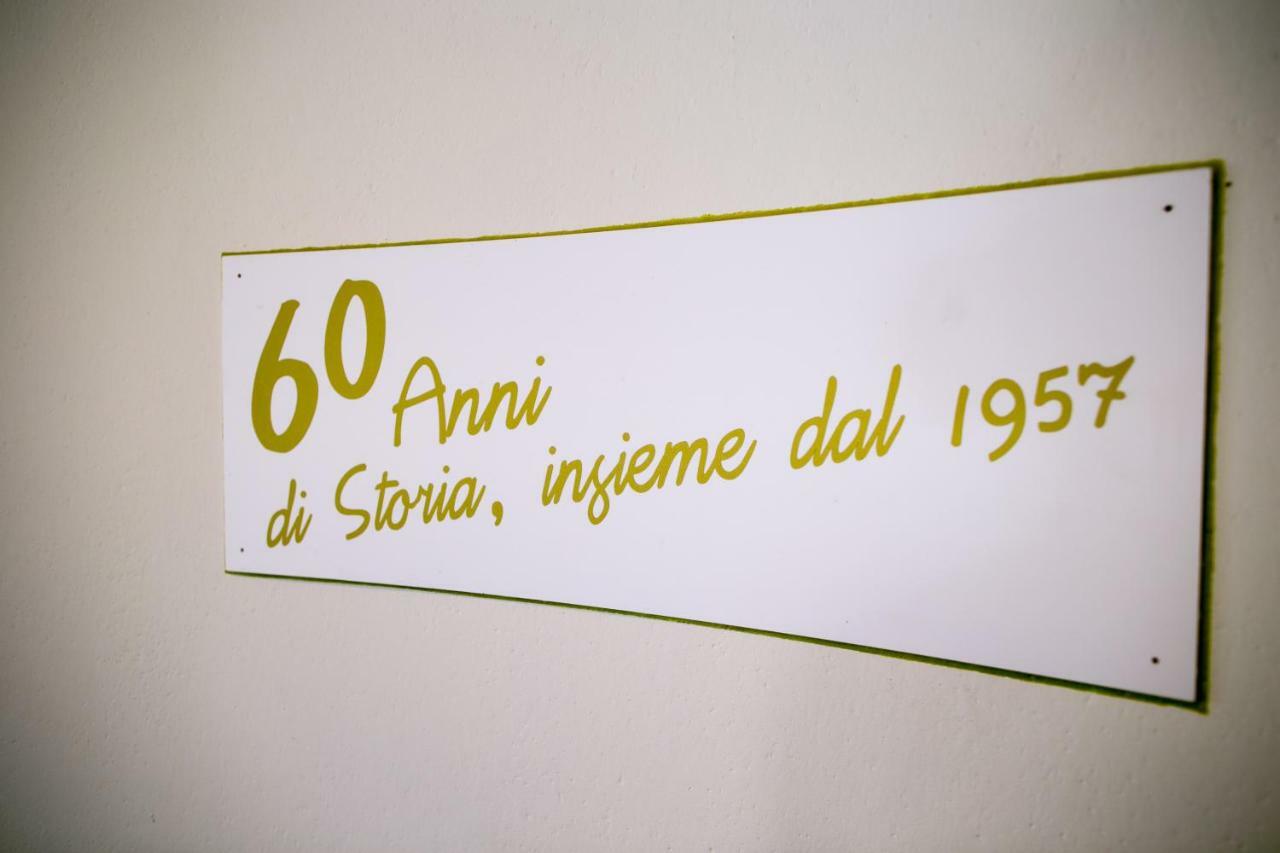 60 Anni
di Storia, insieme dal 1957